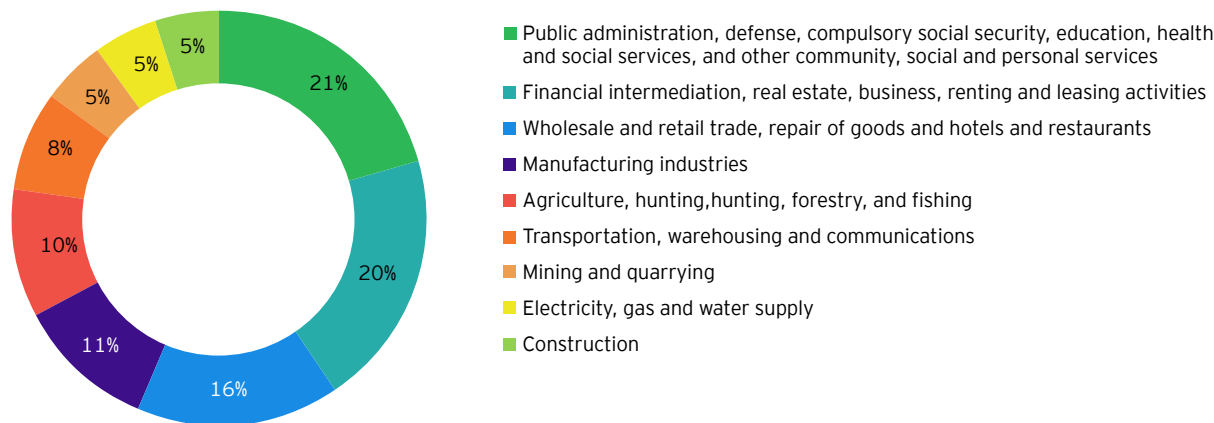 5%
5%
21%
5%
8%
10%
20%
11%
16%
Public administration, defense, compulsory social security, education, health
and social services, and other community, social and personal services
Financial intermediation, real estate, business, renting and leasing activities
Wholesale and retail trade, repair of goods and hotels and restaurants
Manufacturing industries
Agriculture, hunting,hunting, forestry, and fishing
Transportation, warehousing and communications
Mining and quarrying
Electricity, gas and water supply
Construction